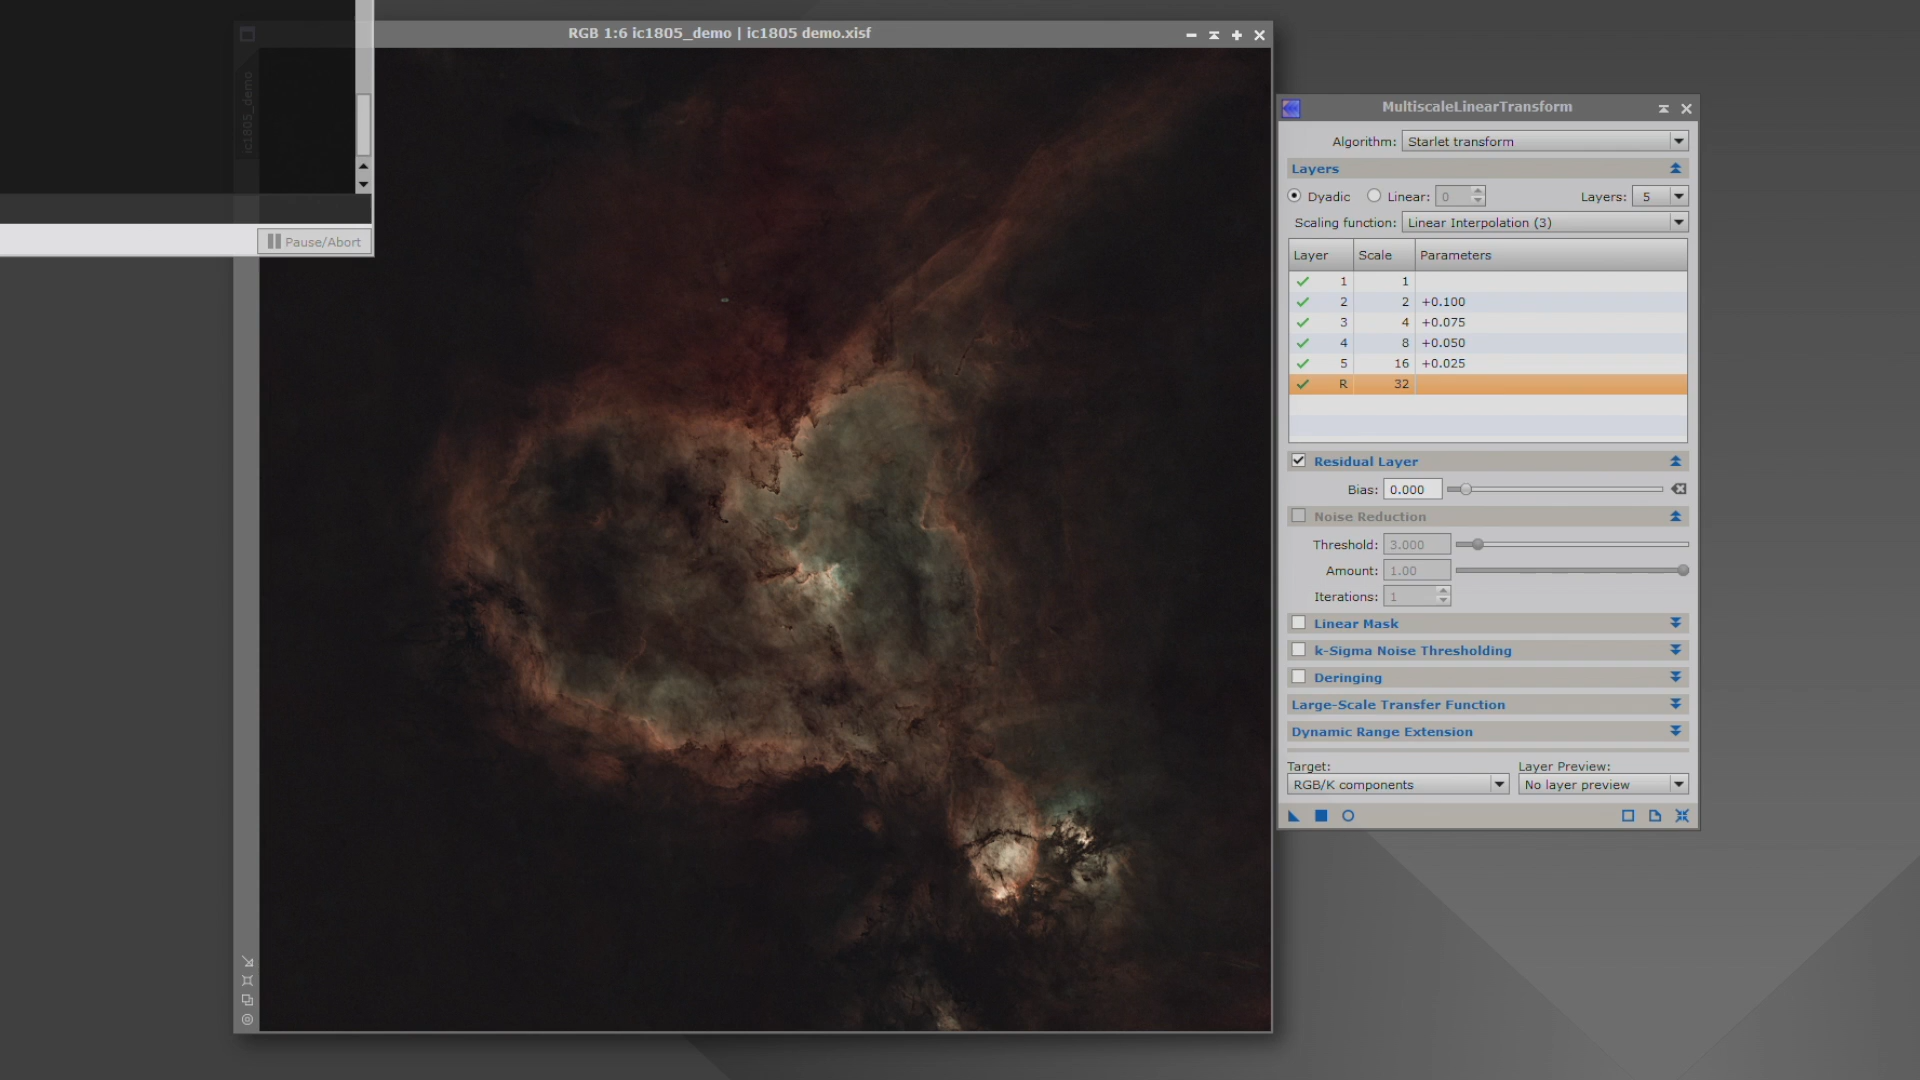 RGB 1:6 ic1805_demo | ic1805 demo.xisf
ic1805_demo
Pause/Abort
MultiscaleLinearTransform
Algorithm: Starlet transform
Layers
Dyadic Linear: 0 Layers: 5
Scaling function: Linear Interpolation (3)
Layer Scale Parameters
1 1
2 2 +0.100
3 4 +0.075
4 8 +0.050
5 16 +0.025
R 32
Residual Layer
Bias: 0.000
Noise Reduction
Threshold: 3.000
Amount: 1.00
Iterations: 1
Linear Mask
k-Sigma Noise Thresholding
Deringing
Large-Scale Transfer Function
Dynamic Range Extension
Target: Layer Preview:
RGB/K components No layer preview